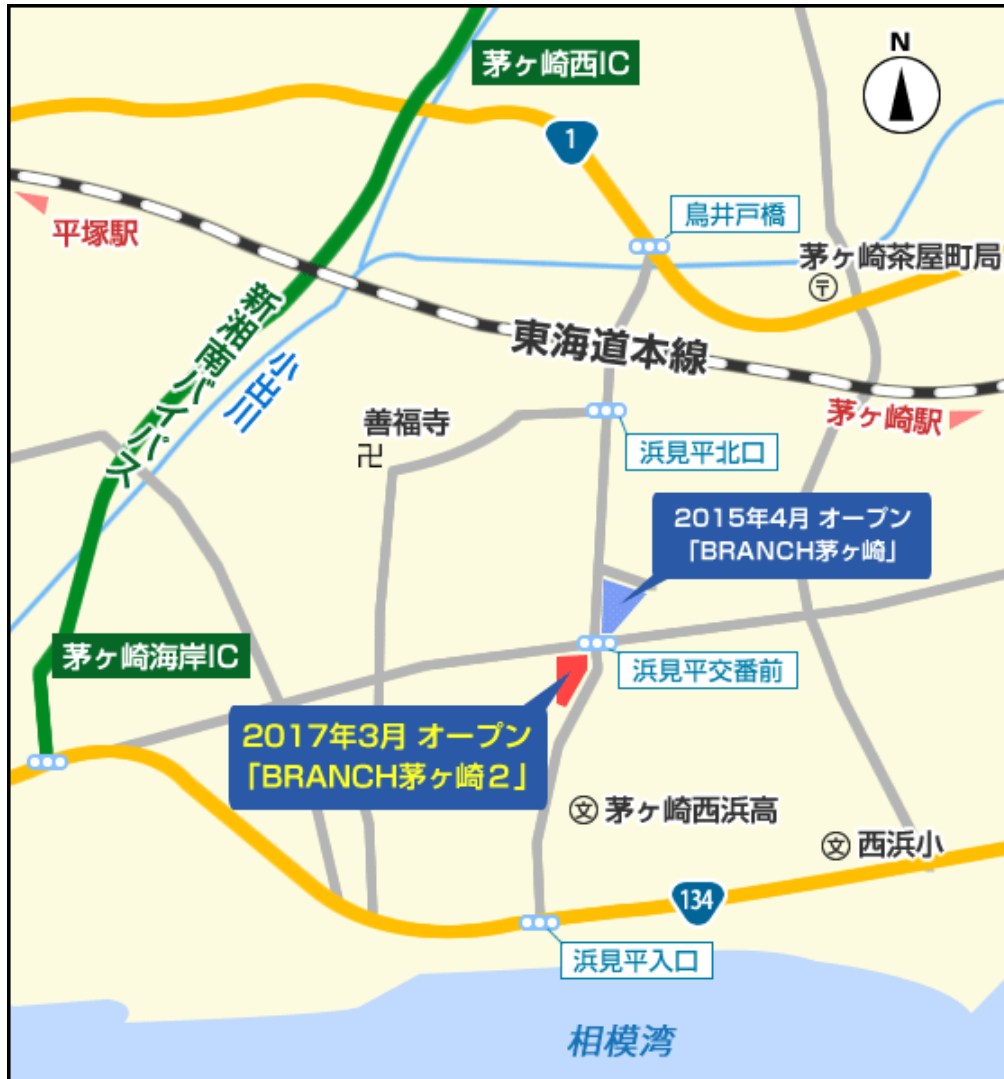 茅ヶ崎西IC
N
1
鳥井戸橋
平塚駅
茅ヶ崎茶屋町局
〒
新湘南バイパス
小出川
東海道本線
茅ヶ崎駅
善福寺
卍
浜見平北口
2015年4月 オープン
「BRANCH茅ヶ崎」
茅ヶ崎海岸IC
浜見平交番前
2017年3月 オープン
「BRANCH茅ヶ崎2」
文 茅ヶ崎西浜高
文 西浜小
134
浜見平入口
相模湾